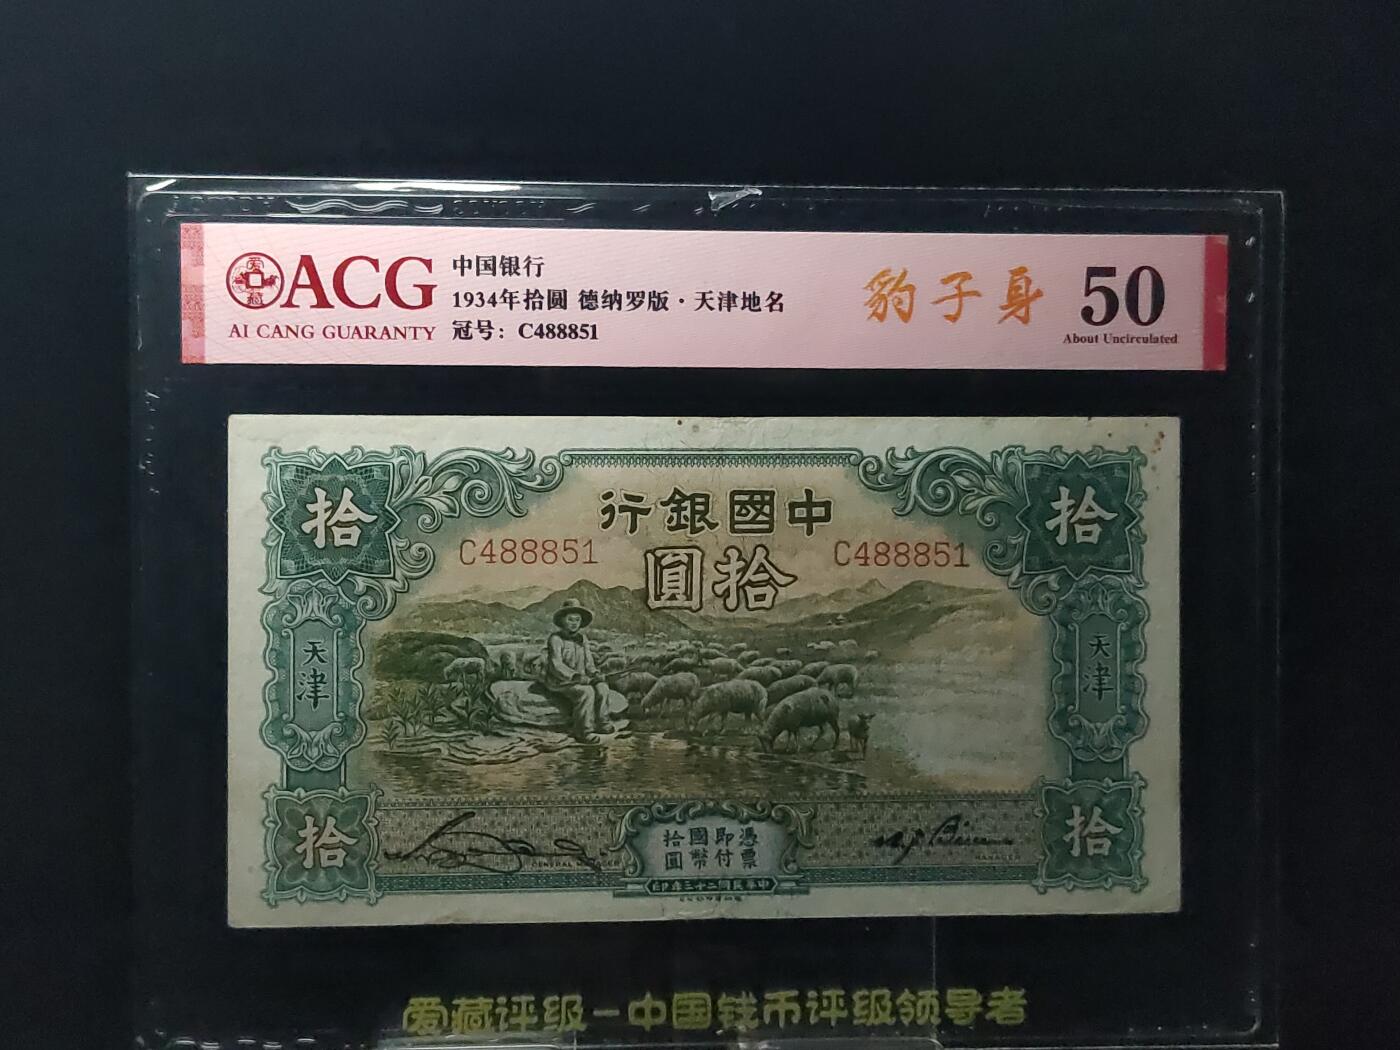 ACG
AI CANG GUARANTY
中国银行
1934年拾圆 德纳罗版·天津地名
冠号：C488851
豹子身
50
About Uncirculated
行銀國中
圓拾
C488851
C488851
拾
拾
天津
天津
拾
拾
憑票
即付
國幣
拾圓
GENERAL MANAGER
MANAGER
爱藏评级－中国钱币评级领导者